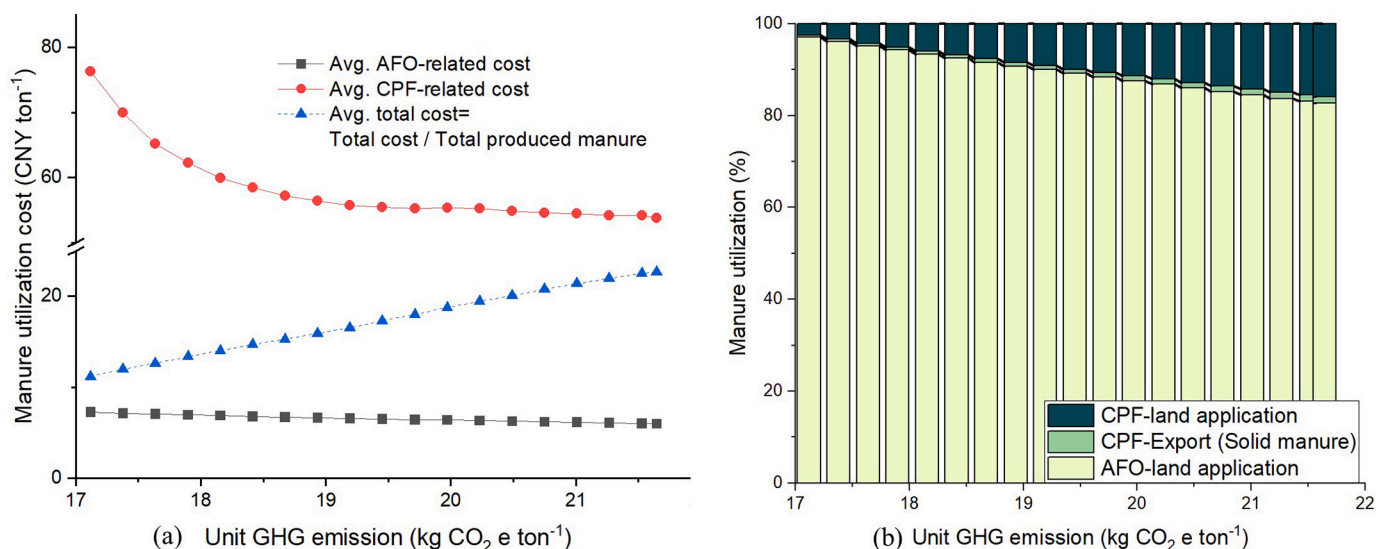 Manure utilization cost (CNY ton⁻¹)
80
60
20
0
Avg. AFO-related cost
Avg. CPF-related cost
Avg. total cost=
Total cost / Total produced manure
17 18 19 20 21
(a) Unit GHG emission (kg CO₂ e ton⁻¹)
Manure utilization (%)
100
80
60
40
20
0
CPF-land application
CPF-Export (Solid manure)
AFO-land application
17 18 19 20 21 22
(b) Unit GHG emission (kg CO₂ e ton⁻¹)